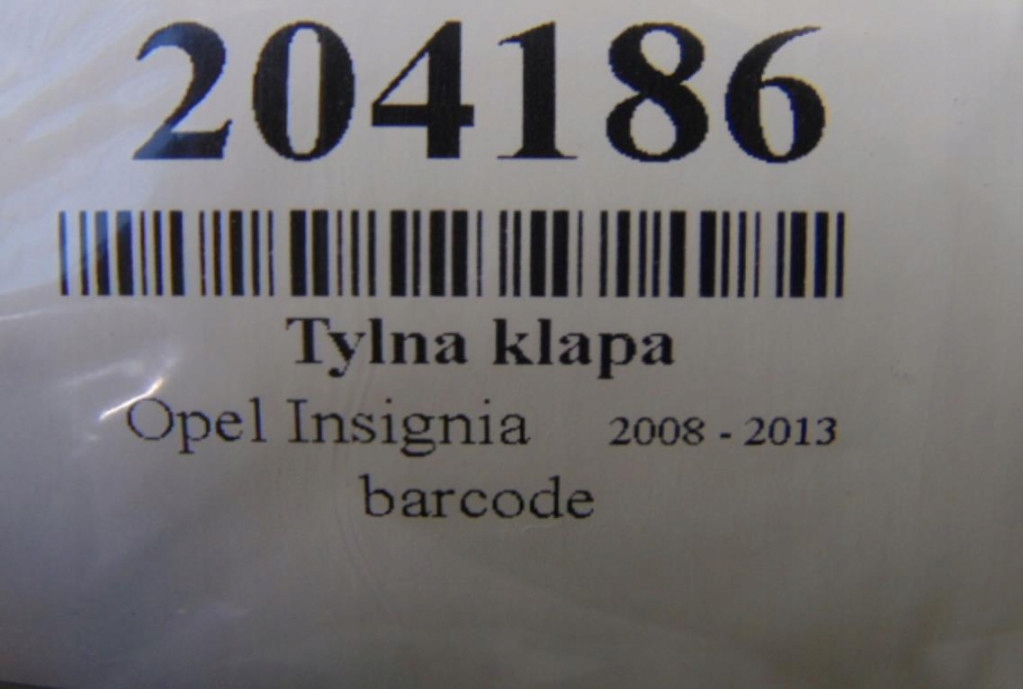 204186
Tylna klapa
Opel Insignia 2008 - 2013
barcode